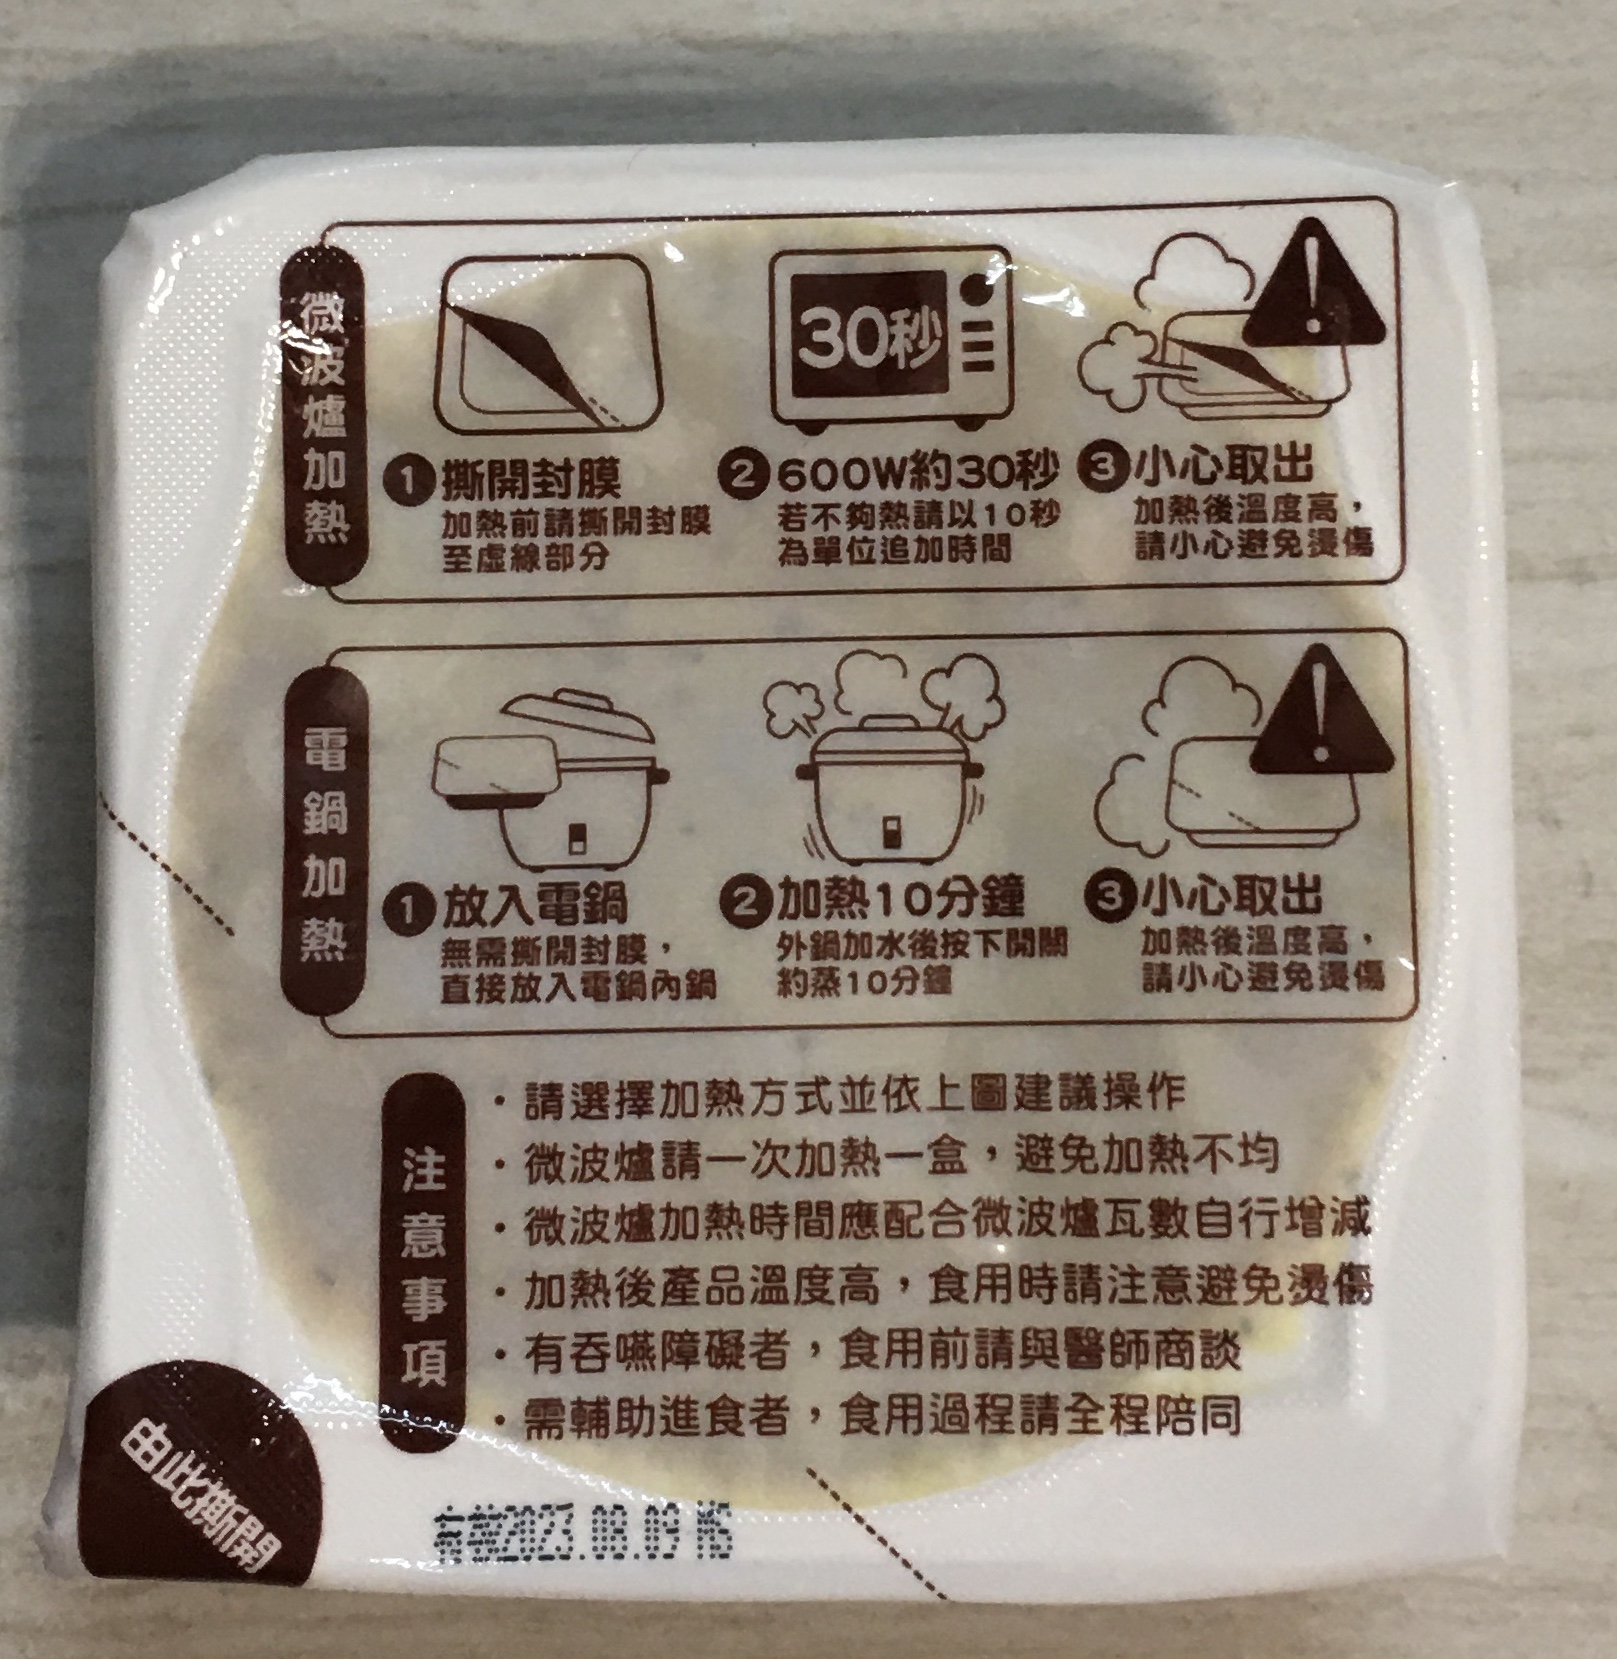 微波爐加熱
30秒
1 撕開封膜
加熱前請撕開封膜
至虛線部分
2 600W約30秒
若不夠熱請以10秒
為單位追加時間
3 小心取出
加熱後溫度高，
請小心避免燙傷
電鍋加熱
1 放入電鍋
無需撕開封膜，
直接放入電鍋內鍋
2 加熱10分鐘
外鍋加水後按下開關
約蒸10分鐘
3 小心取出
加熱後溫度高，
請小心避免燙傷
注意事項
・請選擇加熱方式並依上圖建議操作
・微波爐請一次加熱一盒，避免加熱不均
・微波爐加熱時間應配合微波爐瓦數自行增減
・加熱後產品溫度高，食用時請注意避免燙傷
・有吞嚥障礙者，食用前請與醫師商談
・需輔助進食者，食用過程請全程陪同
由此撕開
有效2023.08.09